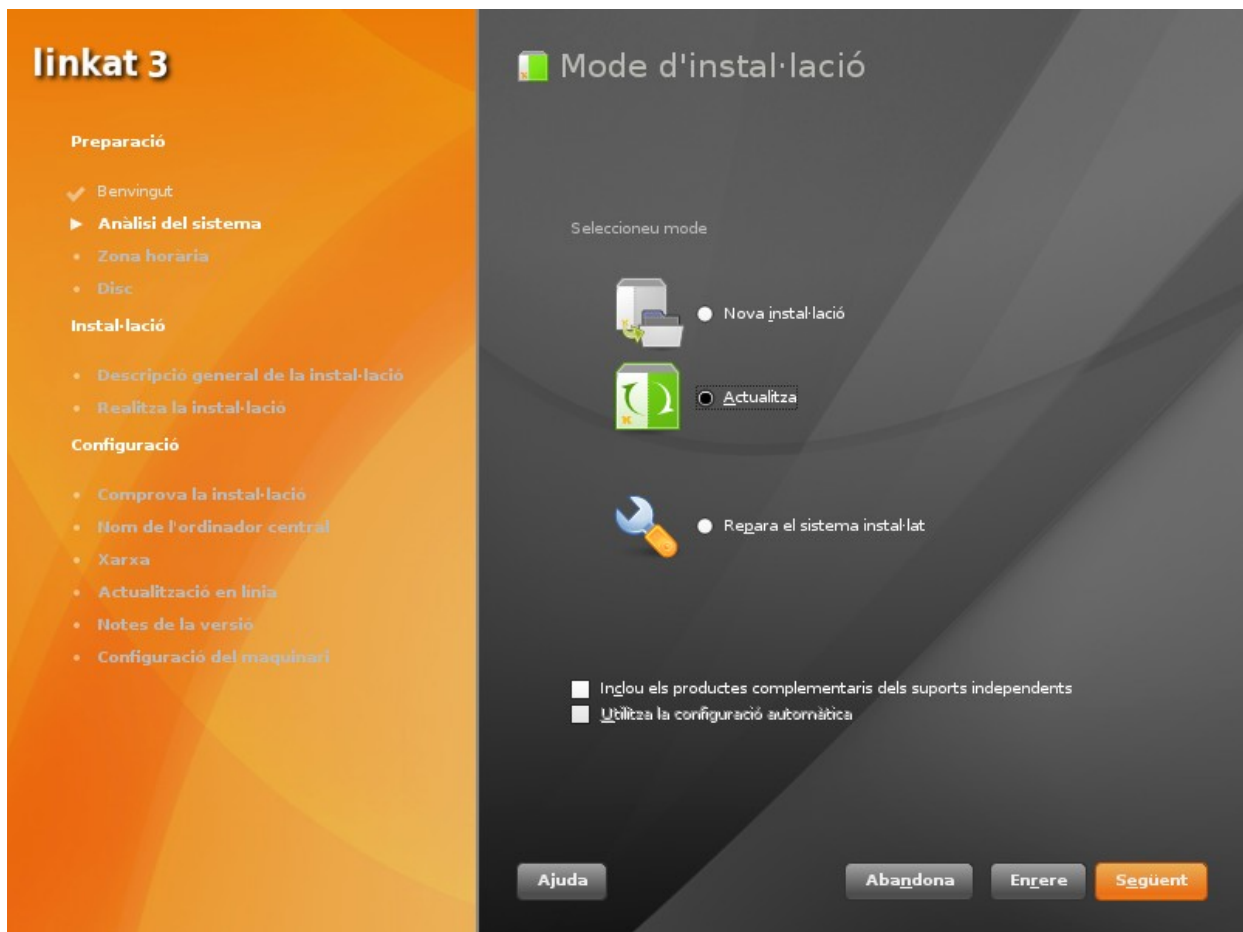 linkat 3
Preparació
Benvingut
Anàlisi del sistema
Zona horària
Disc
Instal·lació
Descripció general de la instal·lació
Realitza la instal·lació
Configuració
Comprova la instal·lació
Nom de l'ordinador central
Xarxa
Actualització en línia
Notes de la versió
Configuració del maquinari
Mode d'instal·lació
Seleccioneu mode
Nova instal·lació
Actualitza
Repara el sistema instal·lat
Inclou els productes complementaris dels suports independents
Utilitza la configuració automàtica
Ajuda
Abandona
Enrere
Següent